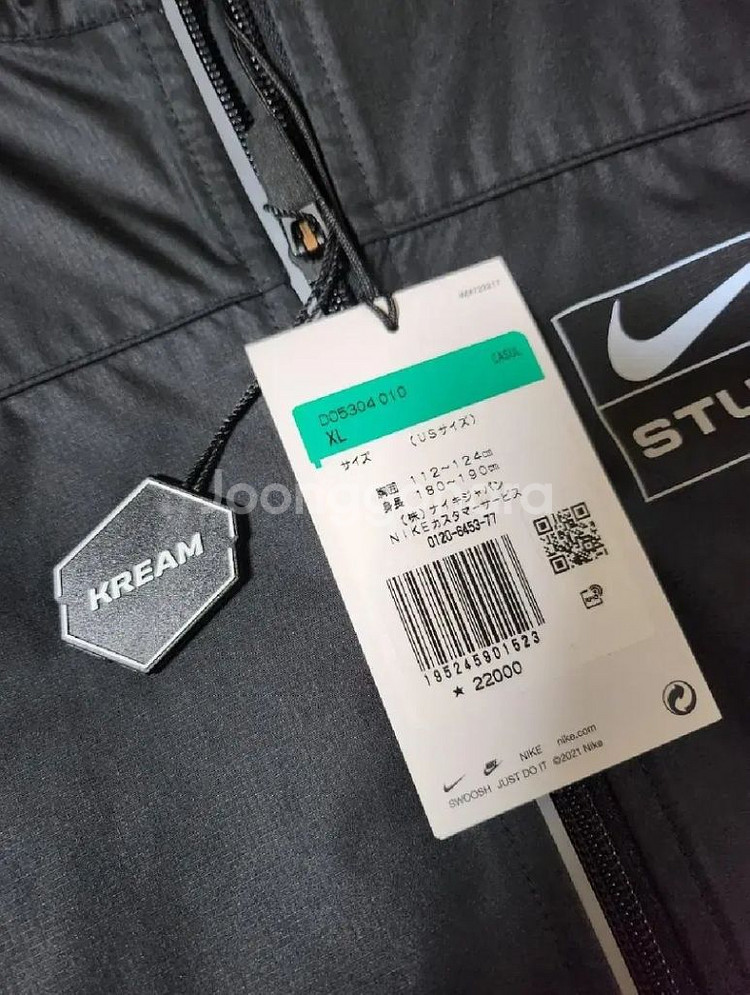 CASUL
DO5304 010
XL
(USサイズ)
サイズ
胸囲 112~124㎝
身長 180~190㎝
(株)ナイキジャパン
NIKEカスタマーサービス
0120-6453-77
195245901523
★ 22000
NIKE nike.com
SWOOSH JUST DO IT ©2021 Nike
KREAM
STU